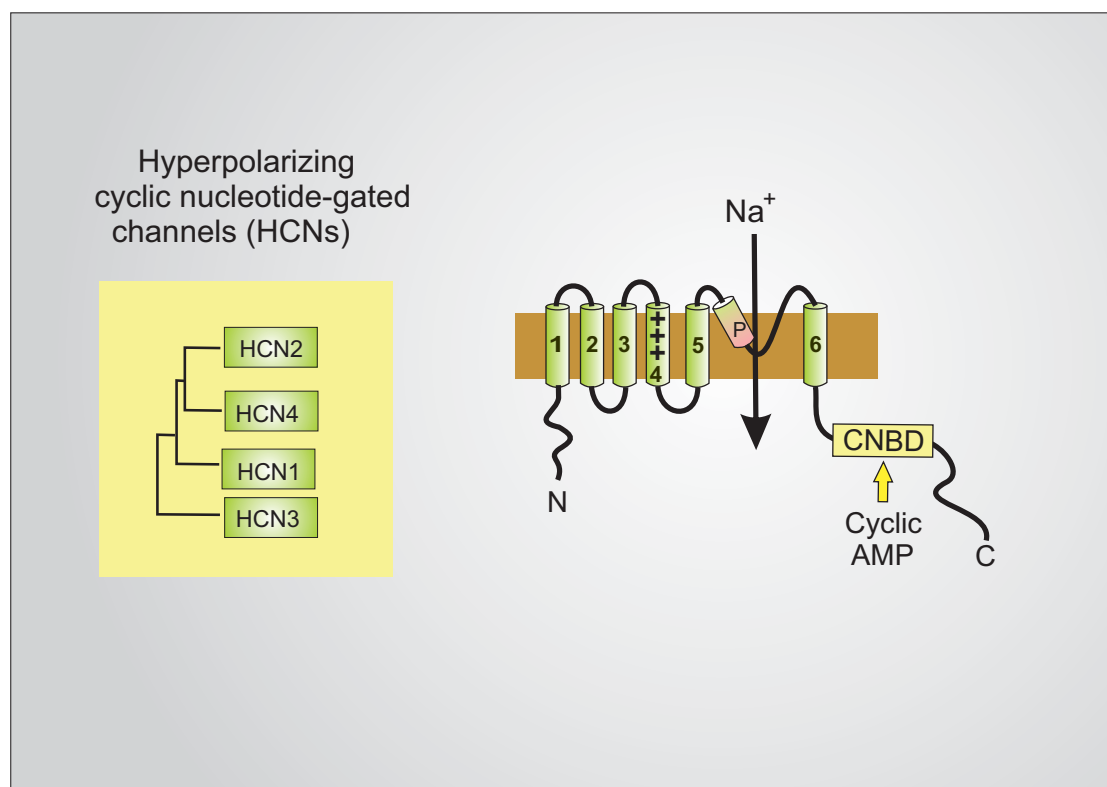 Hyperpolarizing
cyclic nucleotide-gated
channels (HCNs)
HCN2
HCN4
HCN1
HCN3
Na+
1
2
3
+++
4
5
P
6
N
CNBD
Cyclic
AMP
C